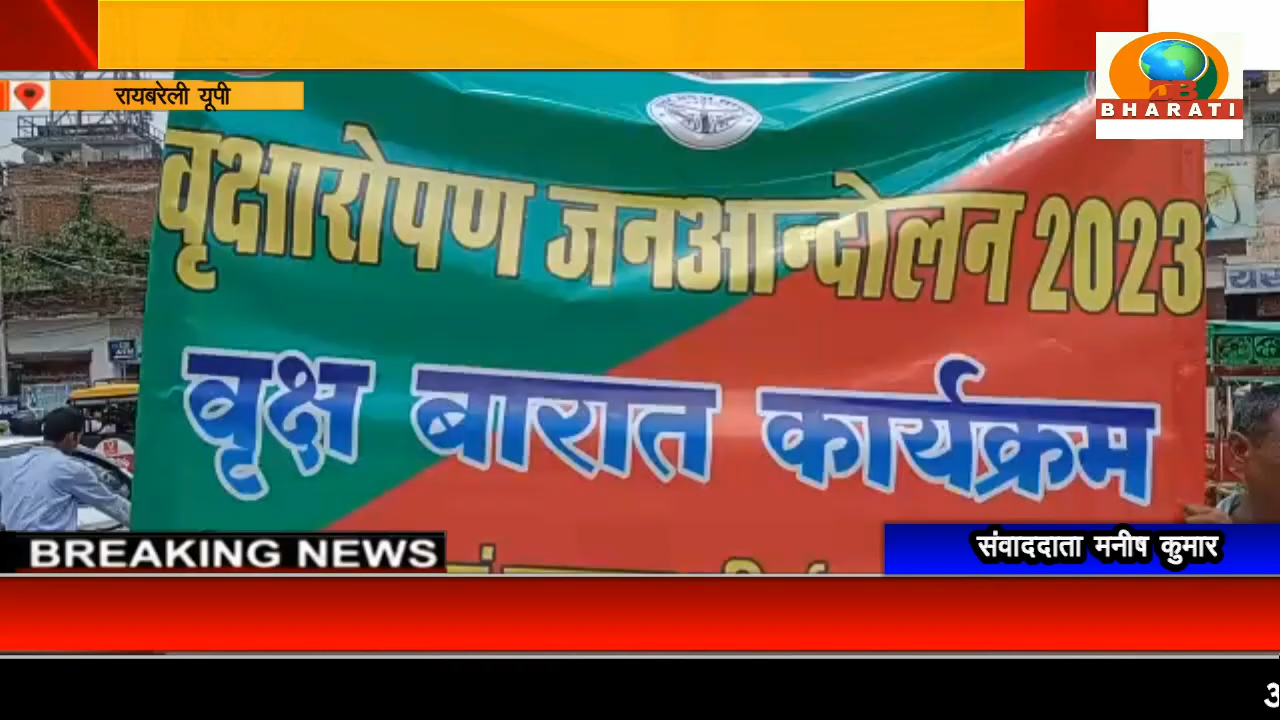 रायबरेली यूपी
BHARATI
वृक्षारोपण जनआन्दोलन 2023
वृक्ष बारात कार्यक्रम
BREAKING NEWS
संवाददाता मनीष कुमार